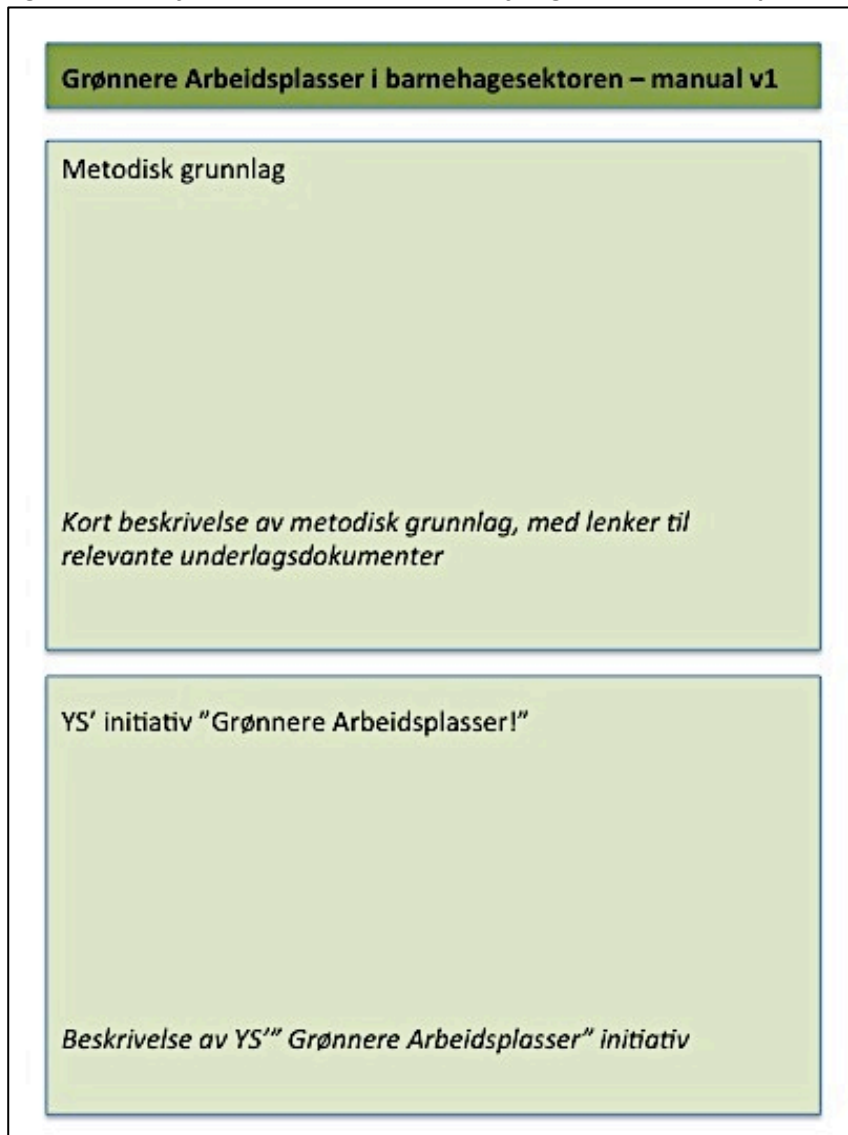 Grønnere Arbeidsplasser i barnehagesektoren – manual v1
Metodisk grunnlag
Kort beskrivelse av metodisk grunnlag, med lenker til
relevante underlagsdokumenter
YS’ initiativ ”Grønnere Arbeidsplasser!”
Beskrivelse av YS’” Grønnere Arbeidsplasser” initiativ